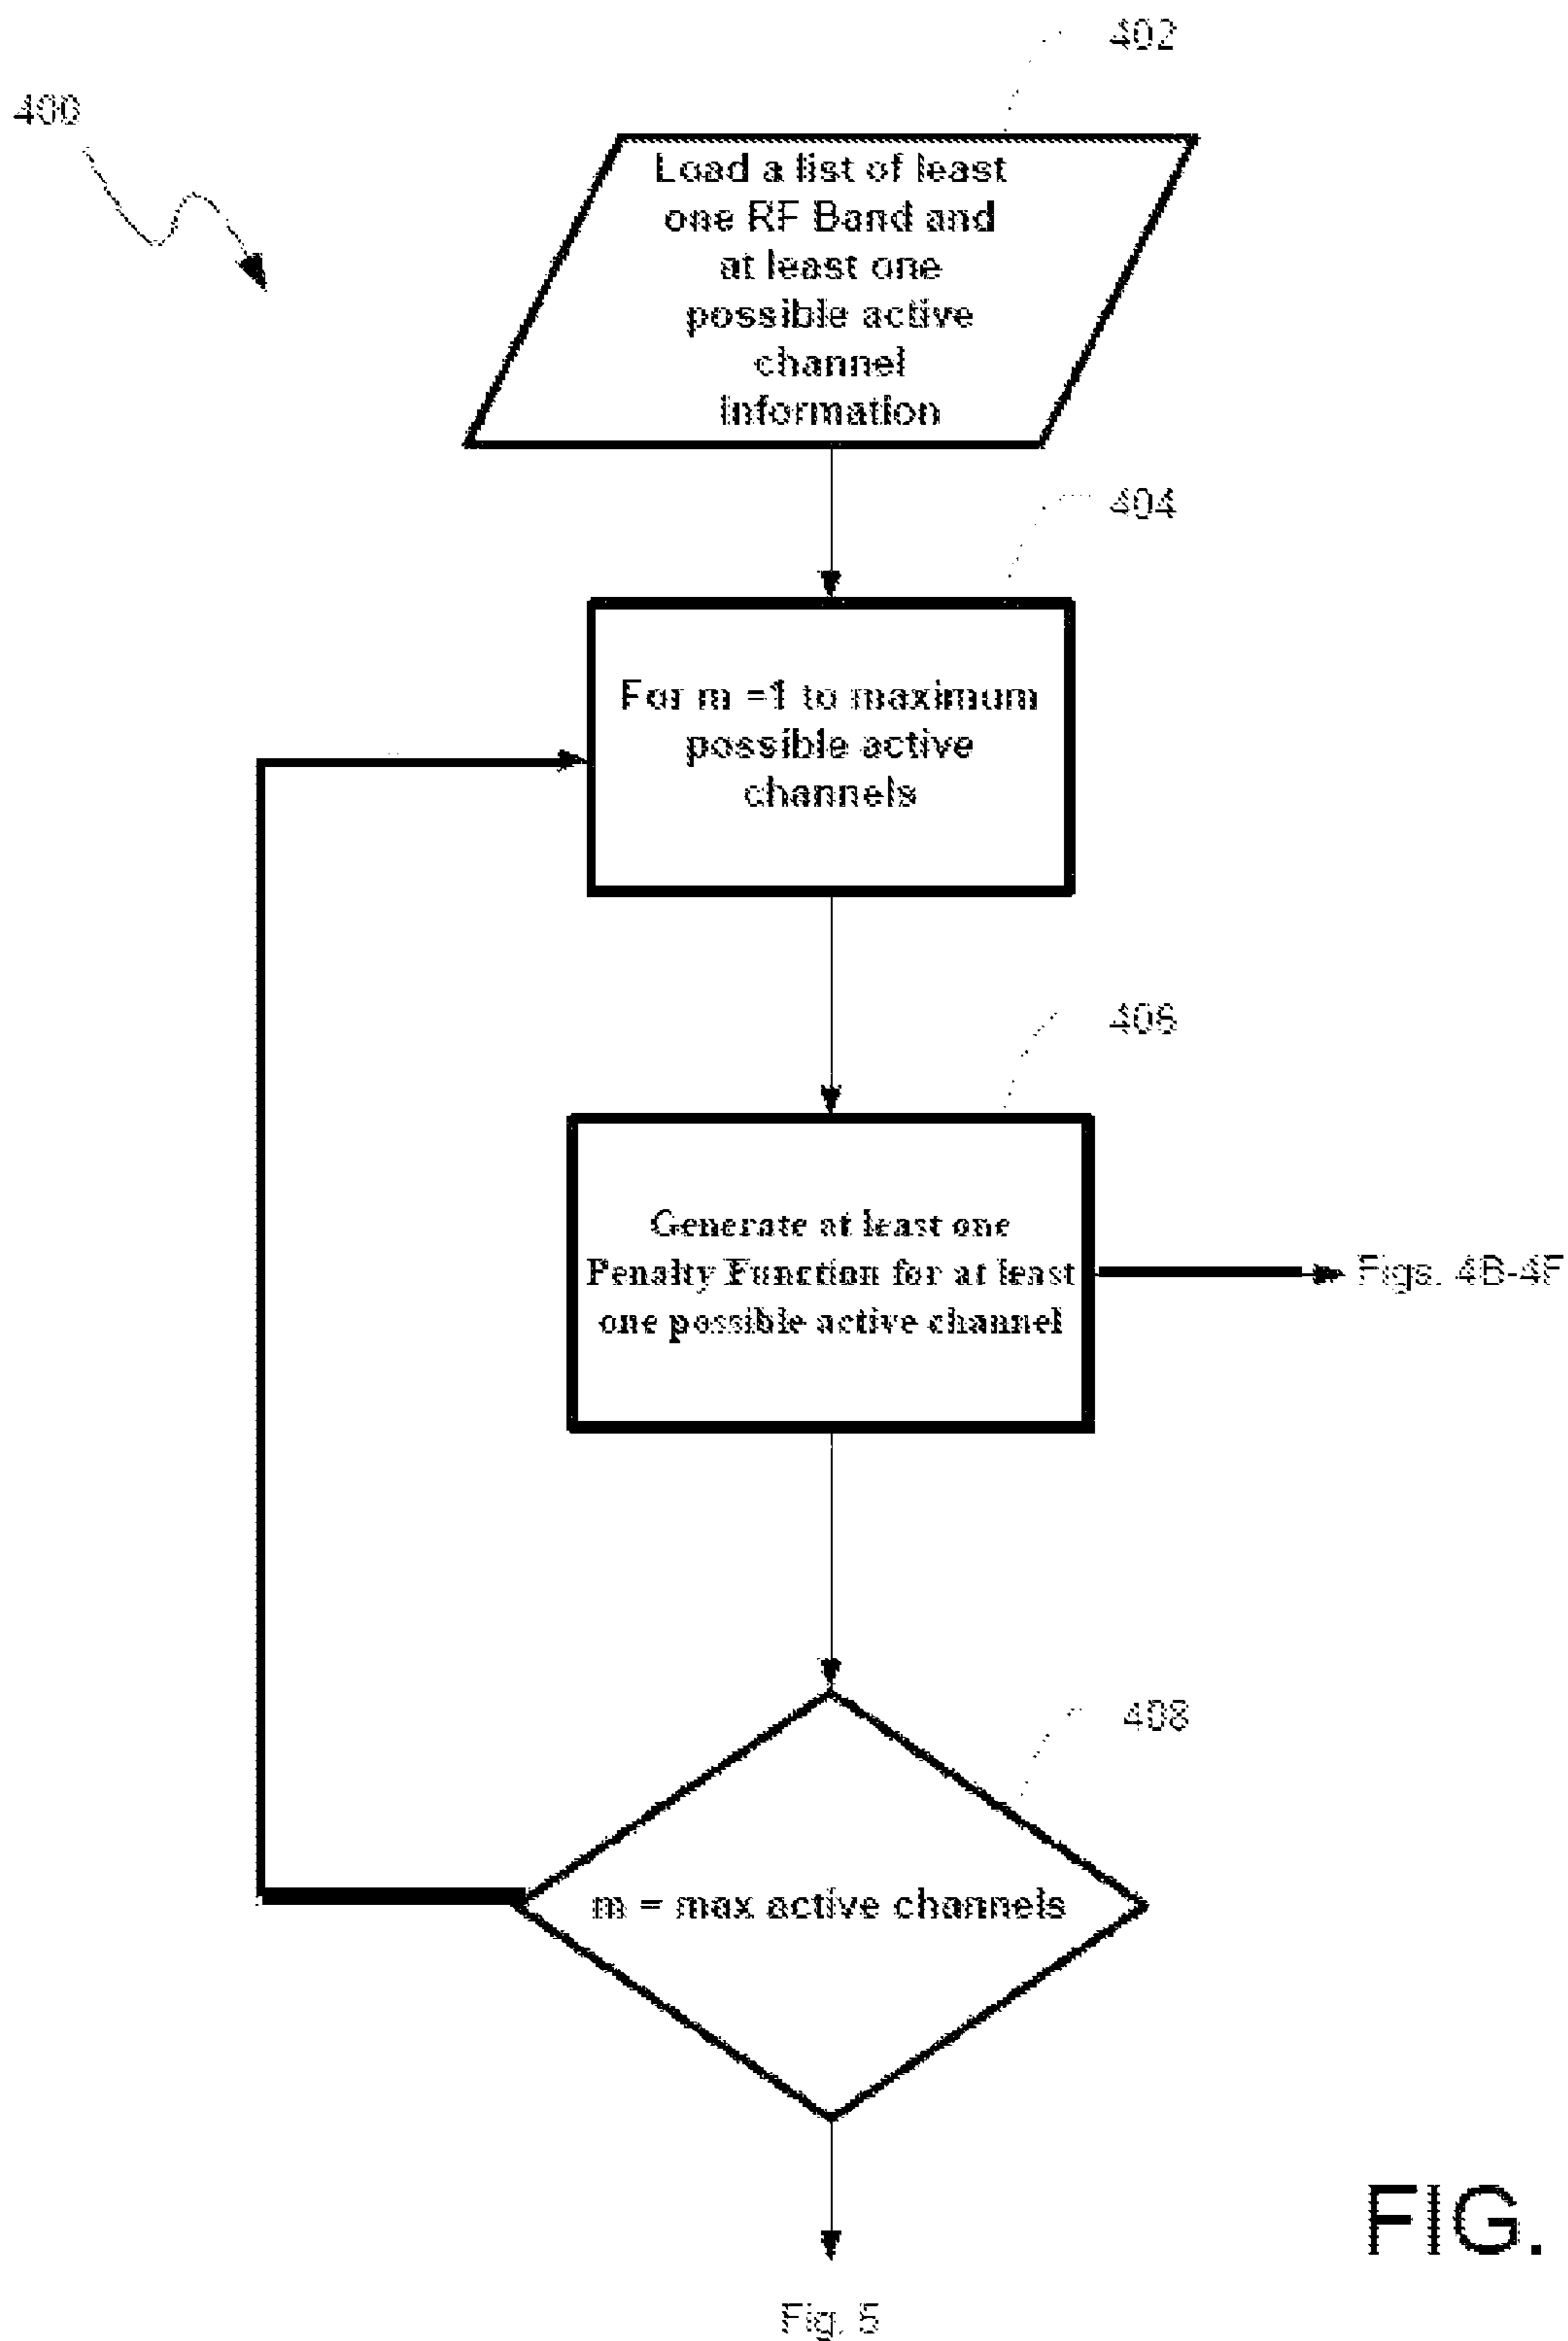 402
400
Load a list of least
one RF Band and
at least one
possible active
channel
information
404
For m =1 to maximum
possible active
channels
406
Generate at least one
Penalty Function for at least
one possible active channel
Figs. 4B-4F
408
m = max active channels
FIG.
Fig. 5